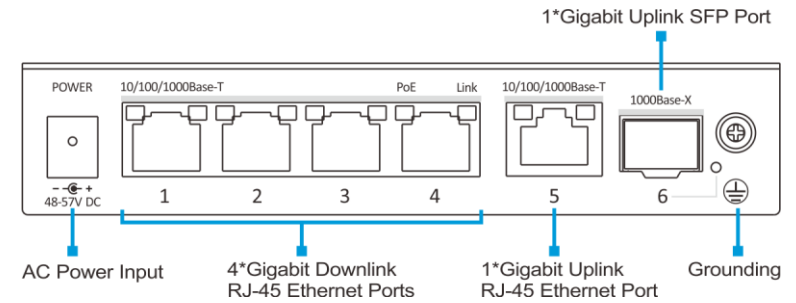 1*Gigabit Uplink SFP Port
POWER
10/100/1000Base-T
PoE
Link
10/100/1000Base-T
1000Base-X
- +
48-57V DC
1
2
3
4
5
6
AC Power Input
4*Gigabit Downlink
RJ-45 Ethernet Ports
1*Gigabit Uplink
RJ-45 Ethernet Port
Grounding